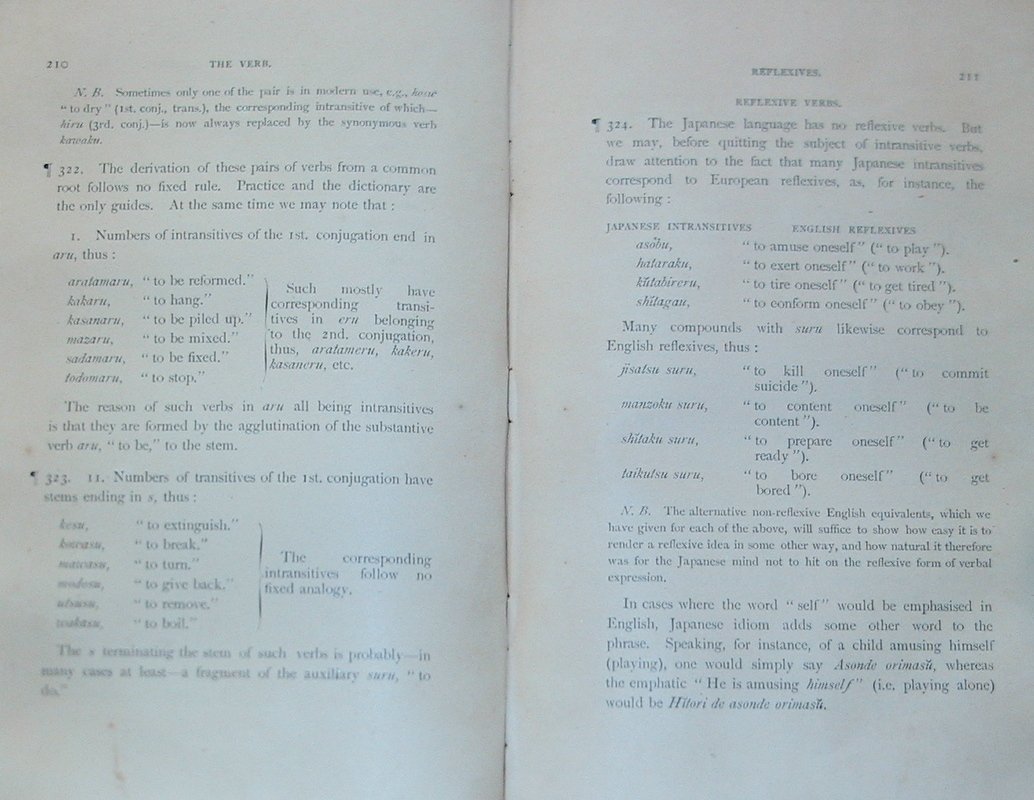 210
THE VERB.
N. B. Sometimes only one of the pair is in modern use, e.g., hosu
“ to dry ” (1st. conj., trans.), the corresponding intransitive of which—
hiru (3rd. conj.)—is now always replaced by the synonymous verb
kawaku.
¶ 322. The derivation of these pairs of verbs from a common
root follows no fixed rule. Practice and the dictionary are
the only guides. At the same time we may note that :
I. Numbers of intransitives of the 1st. conjugation end in
aru, thus :
aratamaru, “ to be reformed.”
kakaru, “ to hang.”
kasanaru, “ to be piled up.”
mazaru, “ to be mixed.”
sadamaru, “ to be fixed.”
todomaru, “ to stop.”
Such mostly have
corresponding transi-
tives in eru belonging
to the 2nd. conjugation,
thus, aratameru, kakeru,
kasaneru, etc.
The reason of such verbs in aru all being intransitives
is that they are formed by the agglutination of the substantive
verb aru, “ to be,” to the stem.
¶ 323. II. Numbers of transitives of the 1st. conjugation have
stems ending in s, thus :
kesu, “ to extinguish.”
kowasu, “ to break.”
mawasu, “ to turn.”
modosu, “ to give back.”
utsusu, “ to remove.”
wakasu, “ to boil.”
The corresponding
intransitives follow no
fixed analogy.
The s terminating the stem of such verbs is probably—in
many cases at least—a fragment of the auxiliary suru, “ to
do.”
REFLEXIVES.
211
REFLEXIVE VERBS.
¶ 324. The Japanese language has no reflexive verbs. But
we may, before quitting the subject of intransitive verbs,
draw attention to the fact that many Japanese intransitives
correspond to European reflexives, as, for instance, the
following :
JAPANESE INTRANSITIVES ENGLISH REFLEXIVES
asobu, “ to amuse oneself ” (“ to play ”).
hataraku, “ to exert oneself ” (“ to work ”).
kŭtabireru, “ to tire oneself ” (“ to get tired ”).
shĭtagau, “ to conform oneself ” (“ to obey ”).
Many compounds with suru likewise correspond to
English reflexives, thus :
jisatsu suru, “ to kill oneself ” (“ to commit
suicide ”).
manzoku suru, “ to content oneself ” (“ to be
content ”).
shĭtaku suru, “ to prepare oneself ” (“ to get
ready ”).
taikutsu suru, “ to bore oneself ” (“ to get
bored ”).
N. B. The alternative non-reflexive English equivalents, which we
have given for each of the above, will suffice to show how easy it is to
render a reflexive idea in some other way, and how natural it therefore
was for the Japanese mind not to hit on the reflexive form of verbal
expression.
In cases where the word “ self ” would be emphasised in
English, Japanese idiom adds some other word to the
phrase. Speaking, for instance, of a child amusing himself
(playing), one would simply say Asonde orimasŭ, whereas
the emphatic “ He is amusing himself ” (i.e. playing alone)
would be Hĭtori de asonde orimasŭ.